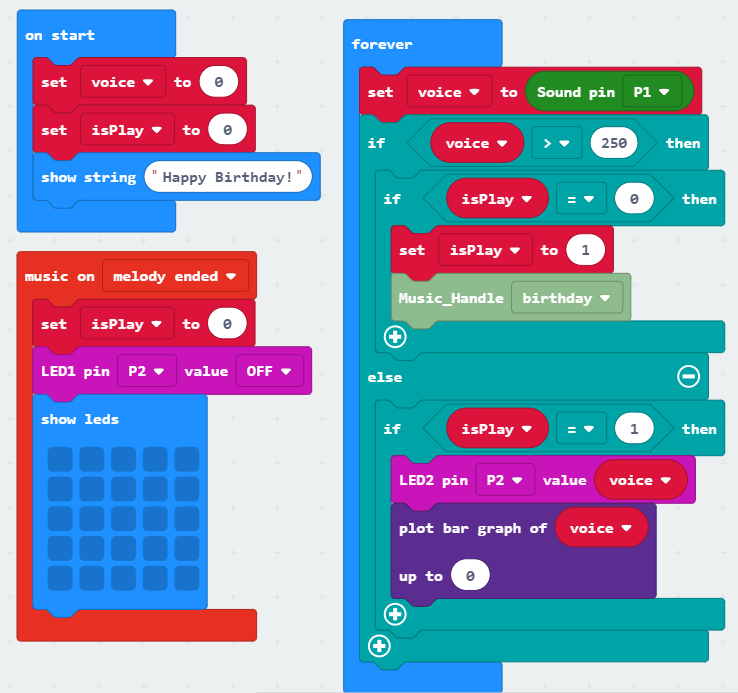 on start
set voice to 0
set isPlay to 0
show string "Happy Birthday!"
music on melody ended
set isPlay to 0
LED1 pin P2 value OFF
show leds
forever
set voice to Sound pin P1
if voice > 250 then
if isPlay = 0 then
set isPlay to 1
Music_Handle birthday
else
if isPlay = 1 then
LED2 pin P2 value voice
plot bar graph of voice
up to 0